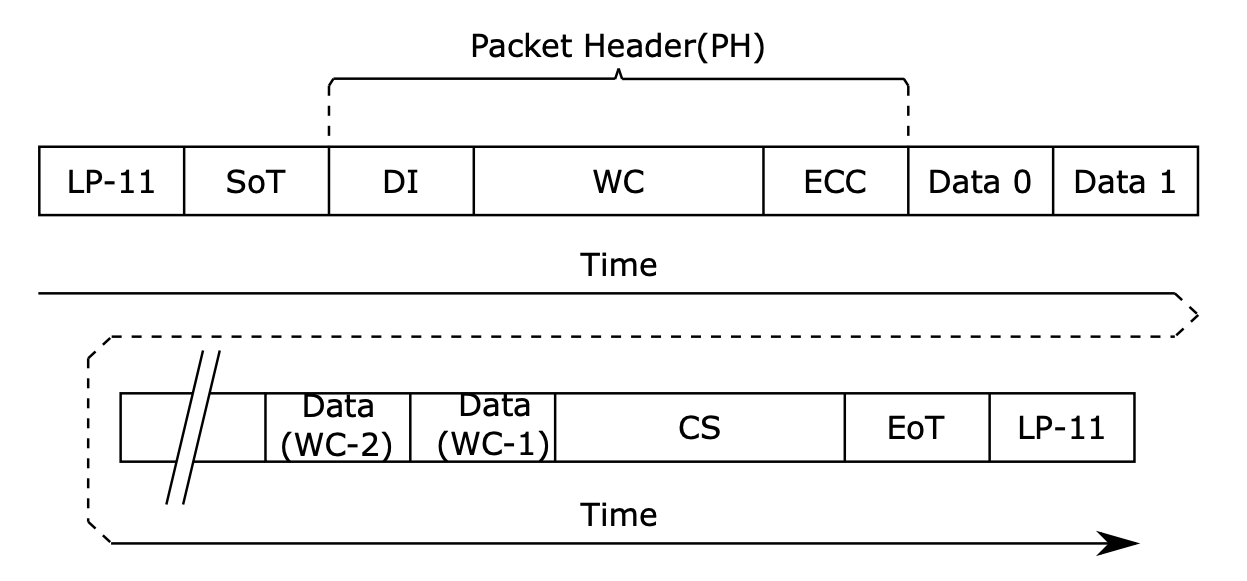 Packet Header(PH)
LP-11 SoT DI WC ECC Data 0 Data 1
Time
Data Data
(WC-2) (WC-1) CS EoT LP-11
Time